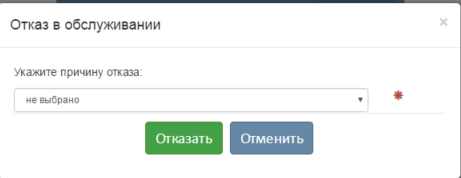 Отказ в обслуживании ×
Укажите причину отказа:
не выбрано
Отказать Отменить